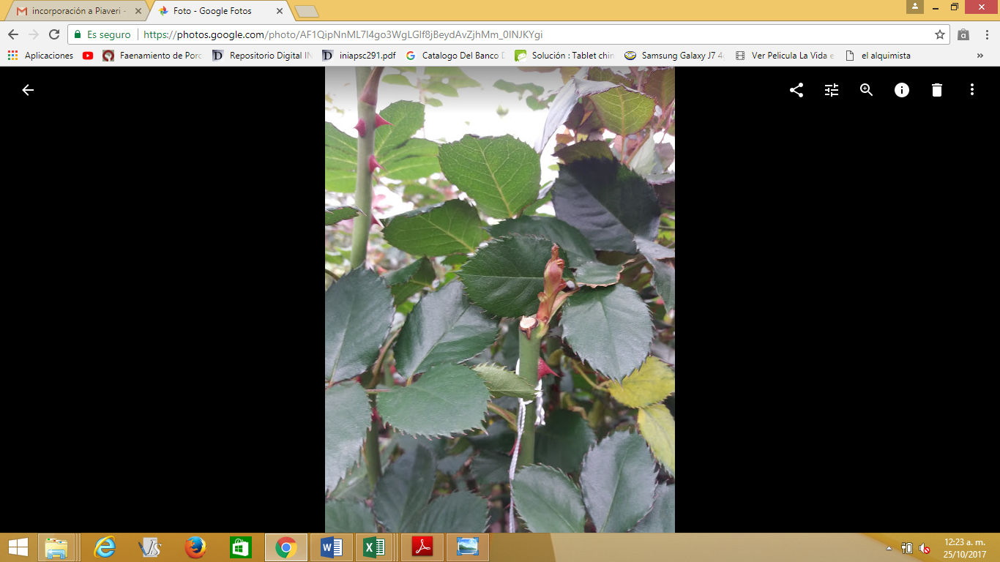 incorporación a Piaveri -
Foto - Google Fotos
Es seguro
https://photos.google.com/photo/AF1QipNnML7l4go3WgLGlf8jBeydAvZjhMm_0INJKYgi
Aplicaciones
Faenamiento de Porc
Repositorio Digital IN
iniapsc291.pdf
Catalogo Del Banco D
Solución : Tablet chin
Samsung Galaxy J7 4g
Ver Pelicula La Vida e
el alquimista
12:23 a. m.
25/10/2017